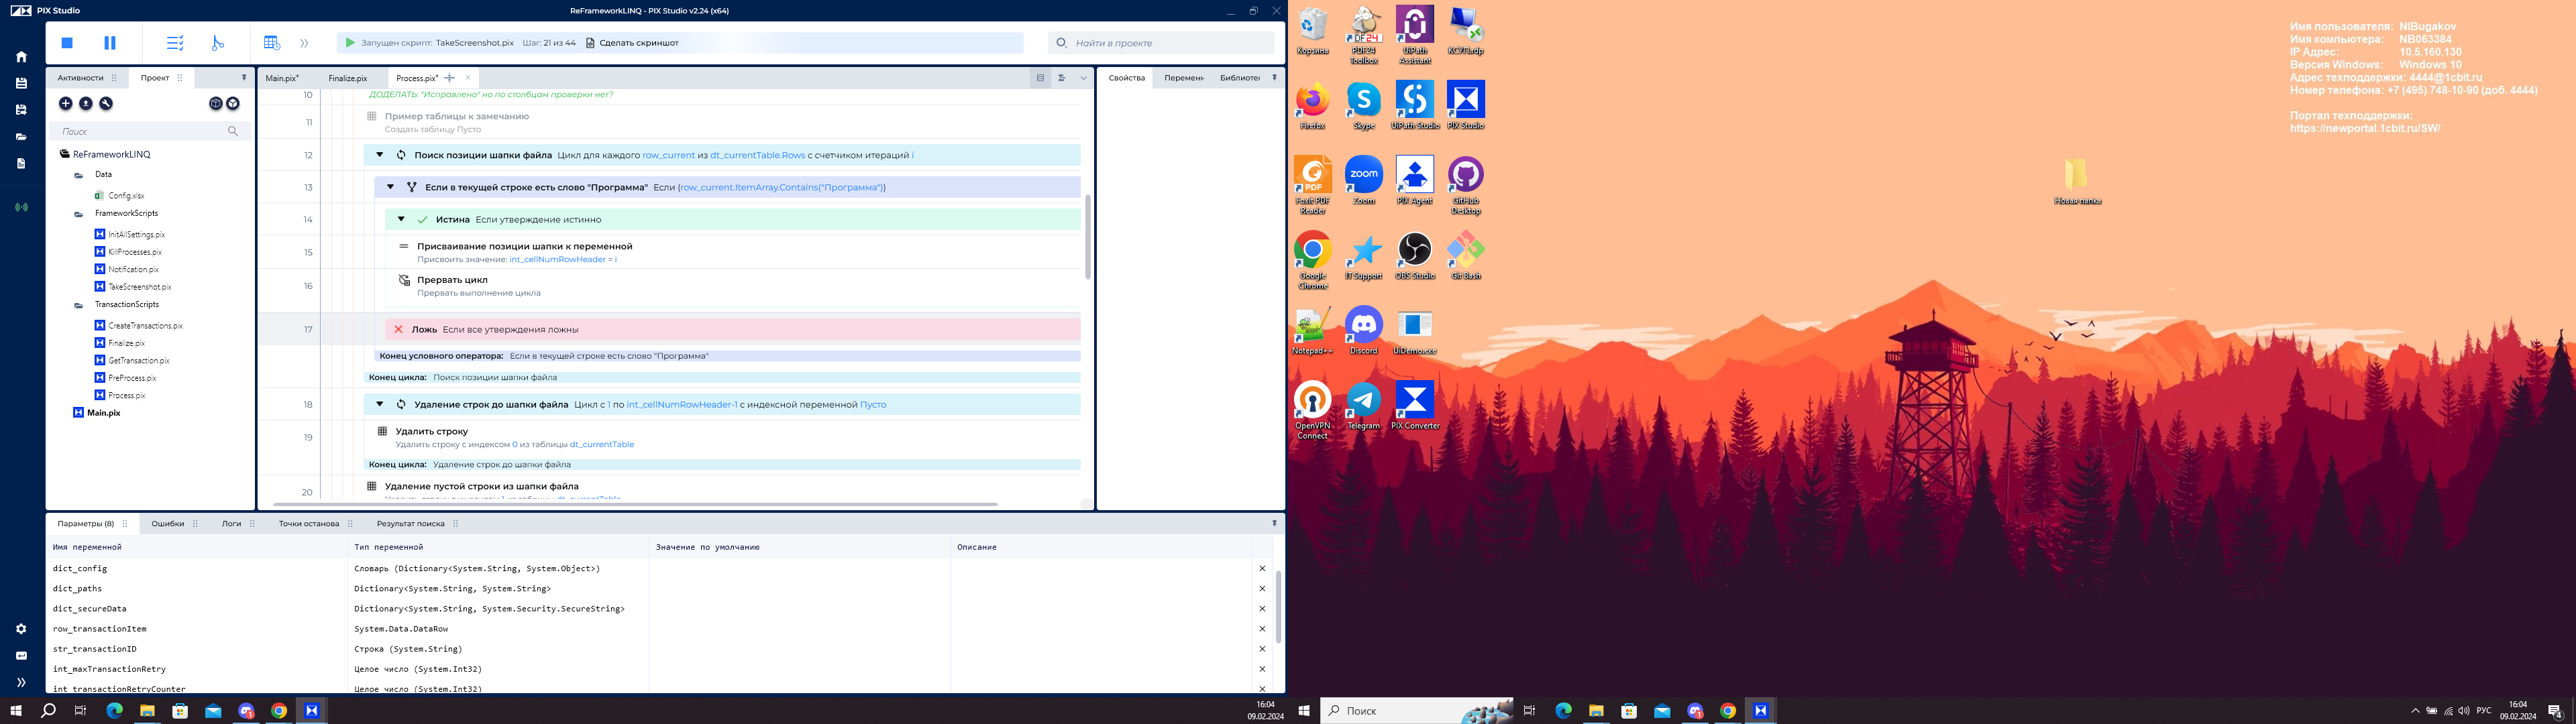 PIX Studio
ReFrameworkLINQ - PIX Studio v2.24 (x64)
Запущен скрипт: TakeScreenshot.pix Шаг: 21 из 44 Сделать скриншот
Найти в проекте
Активности
Проект
Поиск
ReFrameworkLINQ
Data
Config.xlsx
FrameworkScripts
InitAllSettings.pix
KillProcesses.pix
Notification.pix
TakeScreenshot.pix
TransactionScripts
CreateTransactions.pix
Finalize.pix
GetTransaction.pix
PreProcess.pix
Process.pix
Main.pix
Main.pix*
Finalize.pix
Process.pix*
10
ДОДЕЛАТЬ: "Исправлено" но по столбцам проверки нет?
11
Пример таблицы к замечанию
Создать таблицу Пусто
12
Поиск позиции шапки файла Цикл для каждого row_current из dt_currentTable.Rows с счетчиком итераций i
13
Если в текущей строке есть слово "Программа" Если (row_current.ItemArray.Contains("Программа"))
14
Истина Если утверждение истинно
15
Присваивание позиции шапки к переменной
Присвоить значение: int_cellNumRowHeader = i
16
Прервать цикл
Прервать выполнение цикла
17
Ложь Если все утверждения ложны
Конец условного оператора: Если в текущей строке есть слово "Программа"
Конец цикла: Поиск позиции шапки файла
18
Удаление строк до шапки файла Цикл с 1 по int_cellNumRowHeader-1 с индексной переменной Пусто
19
Удалить строку
Удалить строку с индексом 0 из таблицы dt_currentTable
Конец цикла: Удаление строк до шапки файла
20
Удаление пустой строки из шапки файла
Свойства
Перемен
Библиоте
Параметры (8)
Ошибки
Логи
Точки останова
Результат поиска
Имя переменной
Тип переменной
Значение по умолчанию
Описание
dict_config
Словарь (Dictionary<System.String, System.Object>)
dict_paths
Dictionary<System.String, System.String>
dict_secureData
Dictionary<System.String, System.Security.SecureString>
row_transactionItem
System.Data.DataRow
str_transactionID
Строка (System.String)
int_maxTransactionRetry
Целое число (System.Int32)
int_transactionRetryCounter
Целое число (System.Int32)
16:04
09.02.2024
Корзина
PDF24 Toolbox
UiPath Assistant
КСУП.rdp
Firefox
Skype
UiPath Studio
PIX Studio
Foxit PDF Reader
Zoom
PIX Agent
GitHub Desktop
Google Chrome
IT Support
OBS Studio
Git Bash
Notepad++
Discord
UiDemo.exe
OpenVPN Connect
Telegram
PIX Converter
Имя пользователя: NIBugakov
Имя компьютера: NB063384
IP Адрес: 10.5.160.130
Версия Windows: Windows 10
Адрес техподдержки: 4444@1cbit.ru
Номер телефона: +7 (495) 748-10-90 (доб. 4444)
Портал техподдержки:
https://newportal.1cbit.ru/SW/
Новая папка
Поиск
РУС
16:04
09.02.2024